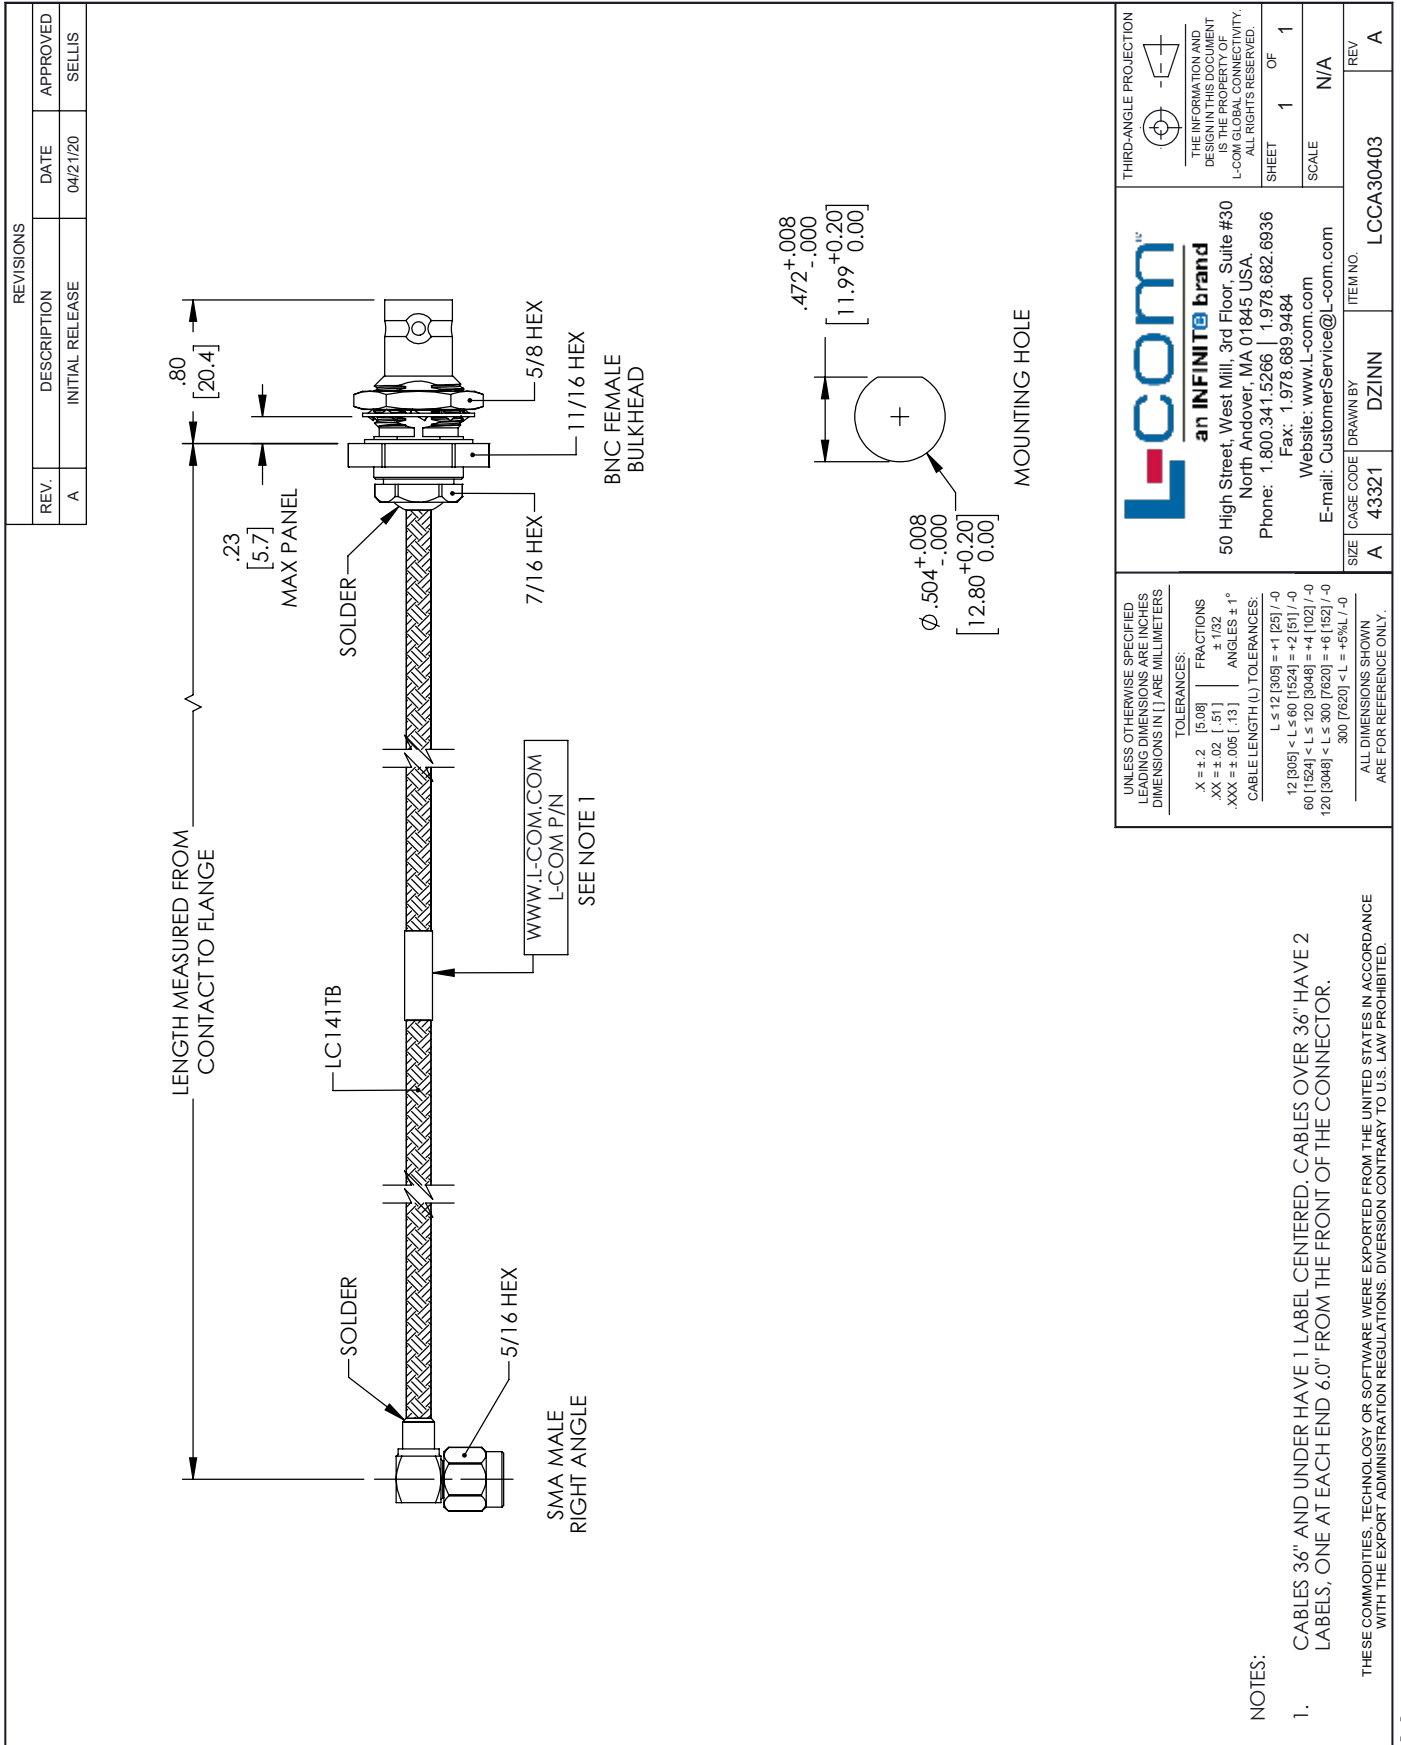 REVISIONS
REV. DESCRIPTION DATE APPROVED
A INITIAL RELEASE 04/21/20 SELLIS
LENGTH MEASURED FROM
CONTACT TO FLANGE
.80
[20.4]
.23
[5.7]
MAX PANEL
SOLDER
LC141TB
SOLDER
5/16 HEX
SMA MALE
RIGHT ANGLE
WWW.L-COM.COM
L-COM P/N
SEE NOTE 1
7/16 HEX
5/8 HEX
11/16 HEX
BNC FEMALE
BULKHEAD
.472 +.008
-.000
[11.99 +0.20]
0.00
Ø .504 +.008
-.000
[12.80 +0.20]
0.00
MOUNTING HOLE
NOTES:
1. CABLES 36" AND UNDER HAVE 1 LABEL CENTERED. CABLES OVER 36" HAVE 2
LABELS, ONE AT EACH END 6.0" FROM THE FRONT OF THE CONNECTOR.
THESE COMMODITIES, TECHNOLOGY OR SOFTWARE WERE EXPORTED FROM THE UNITED STATES IN ACCORDANCE
WITH THE EXPORT ADMINISTRATION REGULATIONS. DIVERSION CONTRARY TO U.S. LAW PROHIBITED.
UNLESS OTHERWISE SPECIFIED
LEADING DIMENSIONS ARE INCHES
DIMENSIONS IN [ ] ARE MILLIMETERS
TOLERANCES:
.X = ± .2 [5.08] FRACTIONS
.XX = ± .02 [ .51 ] ± 1/32
.XXX = ± .005 [ .13 ] ANGLES ± 1°
CABLE LENGTH (L) TOLERANCES:
L ≤ 12 [305] = +1 [25] / -0
12 [305] < L ≤ 60 [1524] = +2 [51] / -0
60 [1524] < L ≤ 120 [3048] = +4 [102] / -0
120 [3048] < L ≤ 300 [7620] = +6 [152] / -0
300 [7620] < L = +5%L / -0
ALL DIMENSIONS SHOWN
ARE FOR REFERENCE ONLY.
L-com
an INFINIT@ brand
50 High Street, West Mill, 3rd Floor, Suite #30
North Andover, MA 01845 USA.
Phone: 1.800.341.5266 | 1.978.682.6936
Fax: 1.978.689.9484
Website: www.L-com.com
E-mail: CustomerService@L-com.com
THIRD-ANGLE PROJECTION
THE INFORMATION AND
DESIGN IN THIS DOCUMENT
IS THE PROPERTY OF
L-COM GLOBAL CONNECTIVITY.
ALL RIGHTS RESERVED.
SHEET 1 OF 1
SCALE N/A
SIZE CAGE CODE DRAWN BY ITEM NO. REV
A 43321 DZINN LCCA30403 A